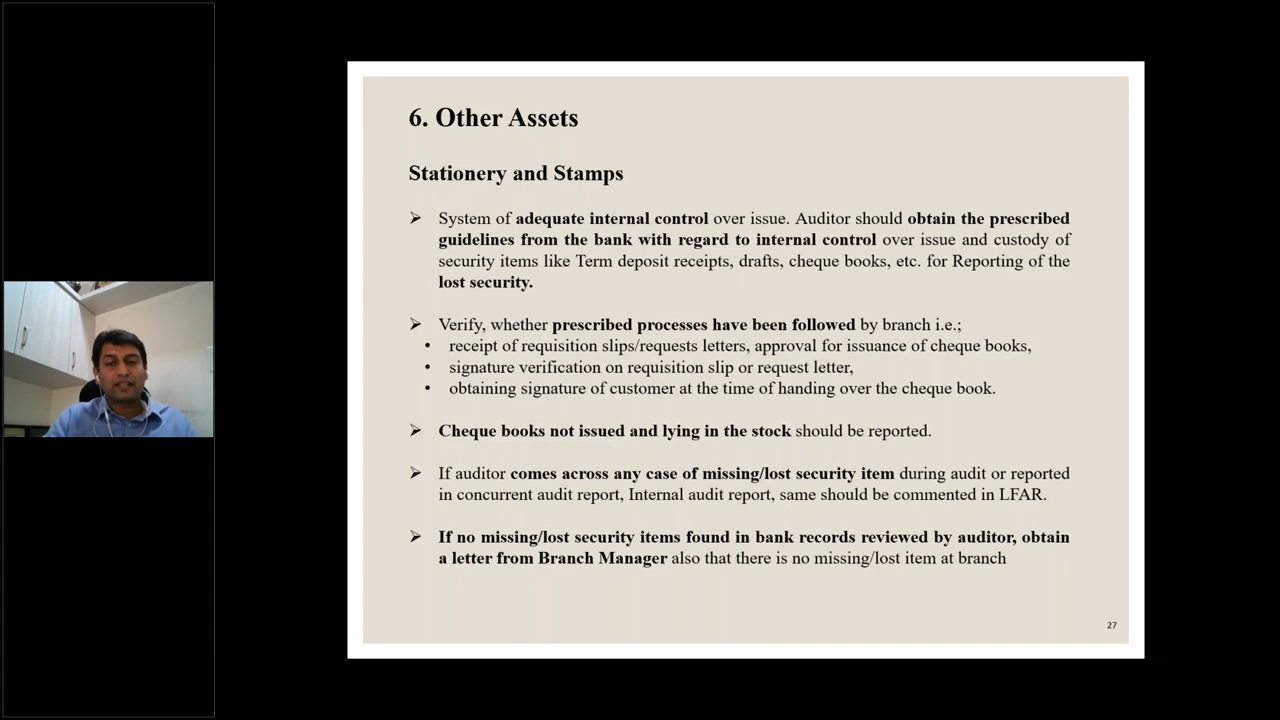 6. Other Assets
Stationery and Stamps
➢ System of adequate internal control over issue. Auditor should obtain the prescribed
guidelines from the bank with regard to internal control over issue and custody of
security items like Term deposit receipts, drafts, cheque books, etc. for Reporting of the
lost security.
➢ Verify, whether prescribed processes have been followed by branch i.e.;
• receipt of requisition slips/requests letters, approval for issuance of cheque books,
• signature verification on requisition slip or request letter,
• obtaining signature of customer at the time of handing over the cheque book.
➢ Cheque books not issued and lying in the stock should be reported.
➢ If auditor comes across any case of missing/lost security item during audit or reported
in concurrent audit report, Internal audit report, same should be commented in LFAR.
➢ If no missing/lost security items found in bank records reviewed by auditor, obtain
a letter from Branch Manager also that there is no missing/lost item at branch
27